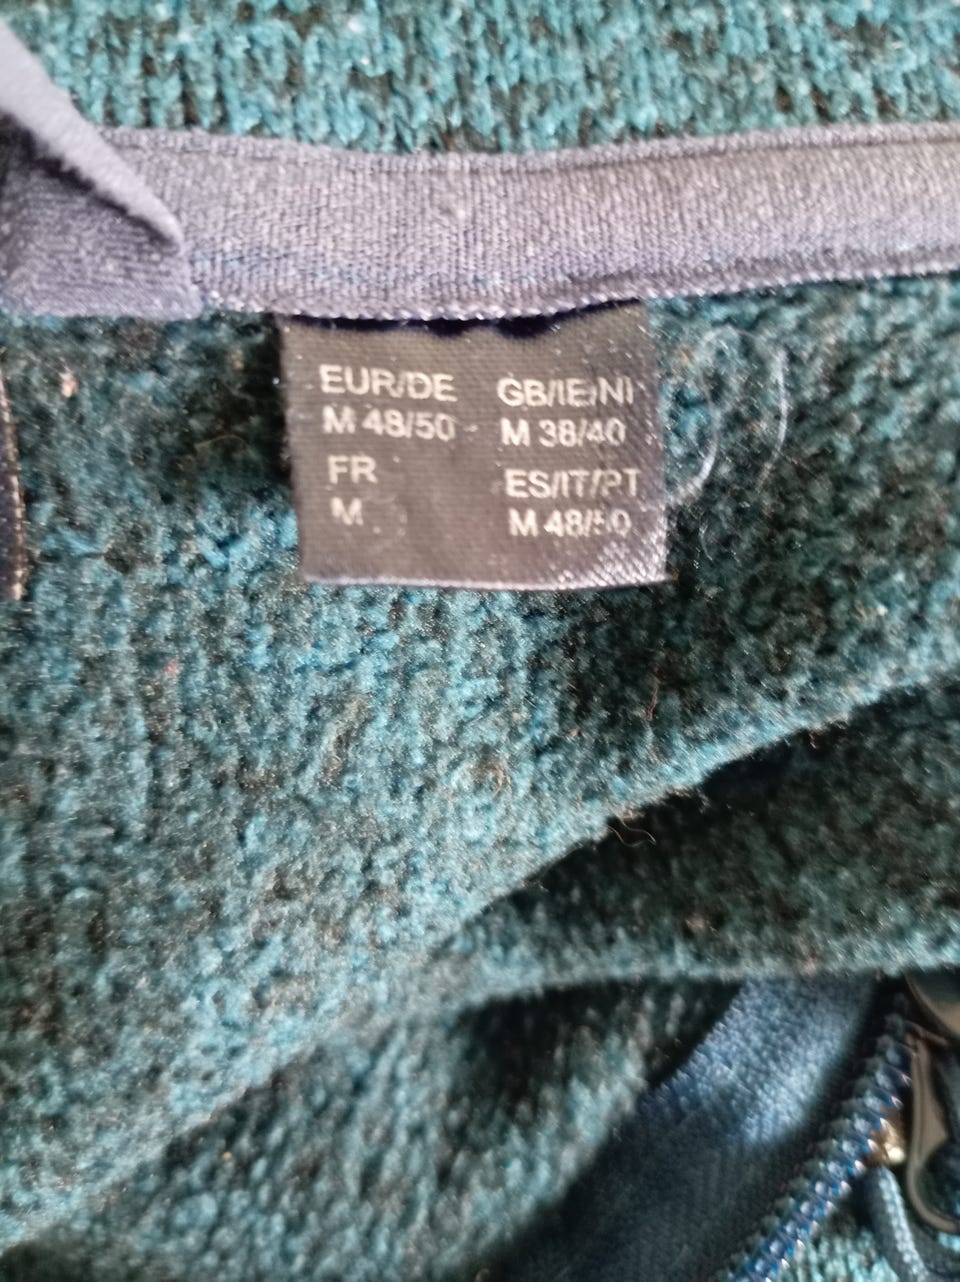 EUR/DE GB/IE/NI
M 48/50 M 38/40
FR ES/IT/PT
M M 48/50